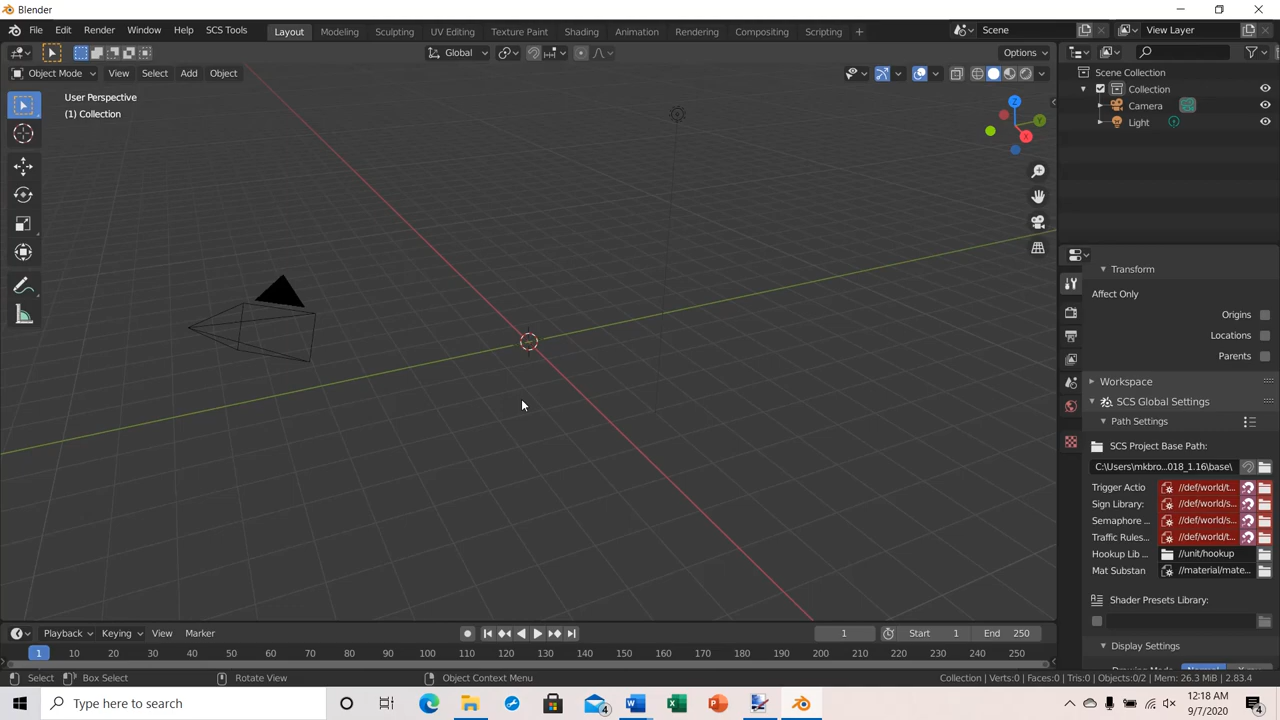 Blender
File Edit Render Window Help SCS Tools Layout Modeling Sculpting UV Editing Texture Paint Shading Animation Rendering Compositing Scripting + Scene View Layer
Global Options
Object Mode View Select Add Object
User Perspective
(1) Collection
Z
Y
X
Scene Collection
Collection
Camera
Light
Transform
Affect Only
Origins
Locations
Parents
Workspace
SCS Global Settings
Path Settings
SCS Project Base Path:
C:\Users\mkbro...018_1.16\base\
Trigger Actio //def/world/t...
Sign Library: //def/world/s...
Semaphore ... //def/world/s...
Traffic Rules... //def/world/t...
Hookup Lib ... //unit/hookup
Mat Substan //material/mate...
Shader Presets Library:
Display Settings
Playback Keying View Marker 1 Start 1 End 250
1 10 20 30 40 50 60 70 80 90 100 110 120 130 140 150 160 170 180 190 200 210 220 230 240 250
Select Box Select Rotate View Object Context Menu Collection | Verts:0 | Faces:0 | Tris:0 | Objects:0/2 | Mem: 26.3 MiB | 2.83.4
Type here to search 4 12:18 AM
9/7/2020 4